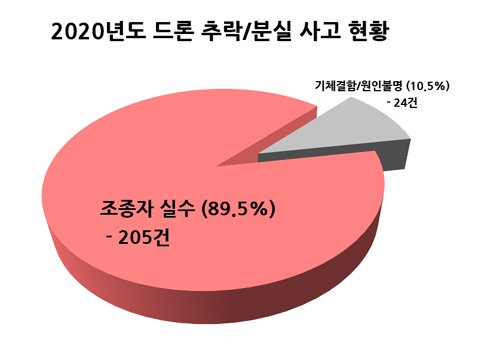 2020년도 드론 추락/분실 사고 현황
기체결함/원인불명 (10,5%)
- 24건
조종자 실수 (89.5%)
- 205건